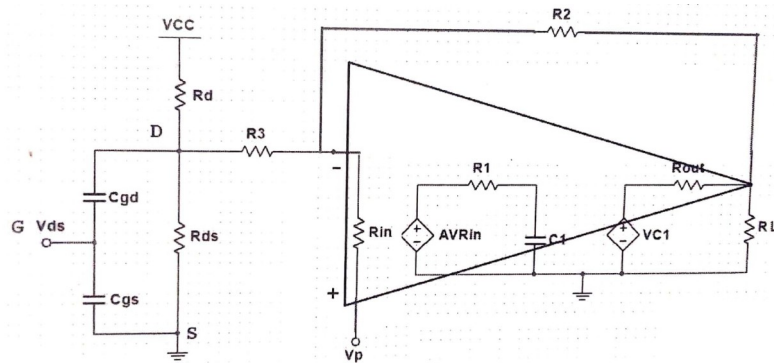 R2
VCC
Rd
D
R3
-
R1
Rout
Cgd
G
Vds
Rds
Rin
+
-
AVRin
C1
+
-
VC1
RL
Cgs
+
S
Vp